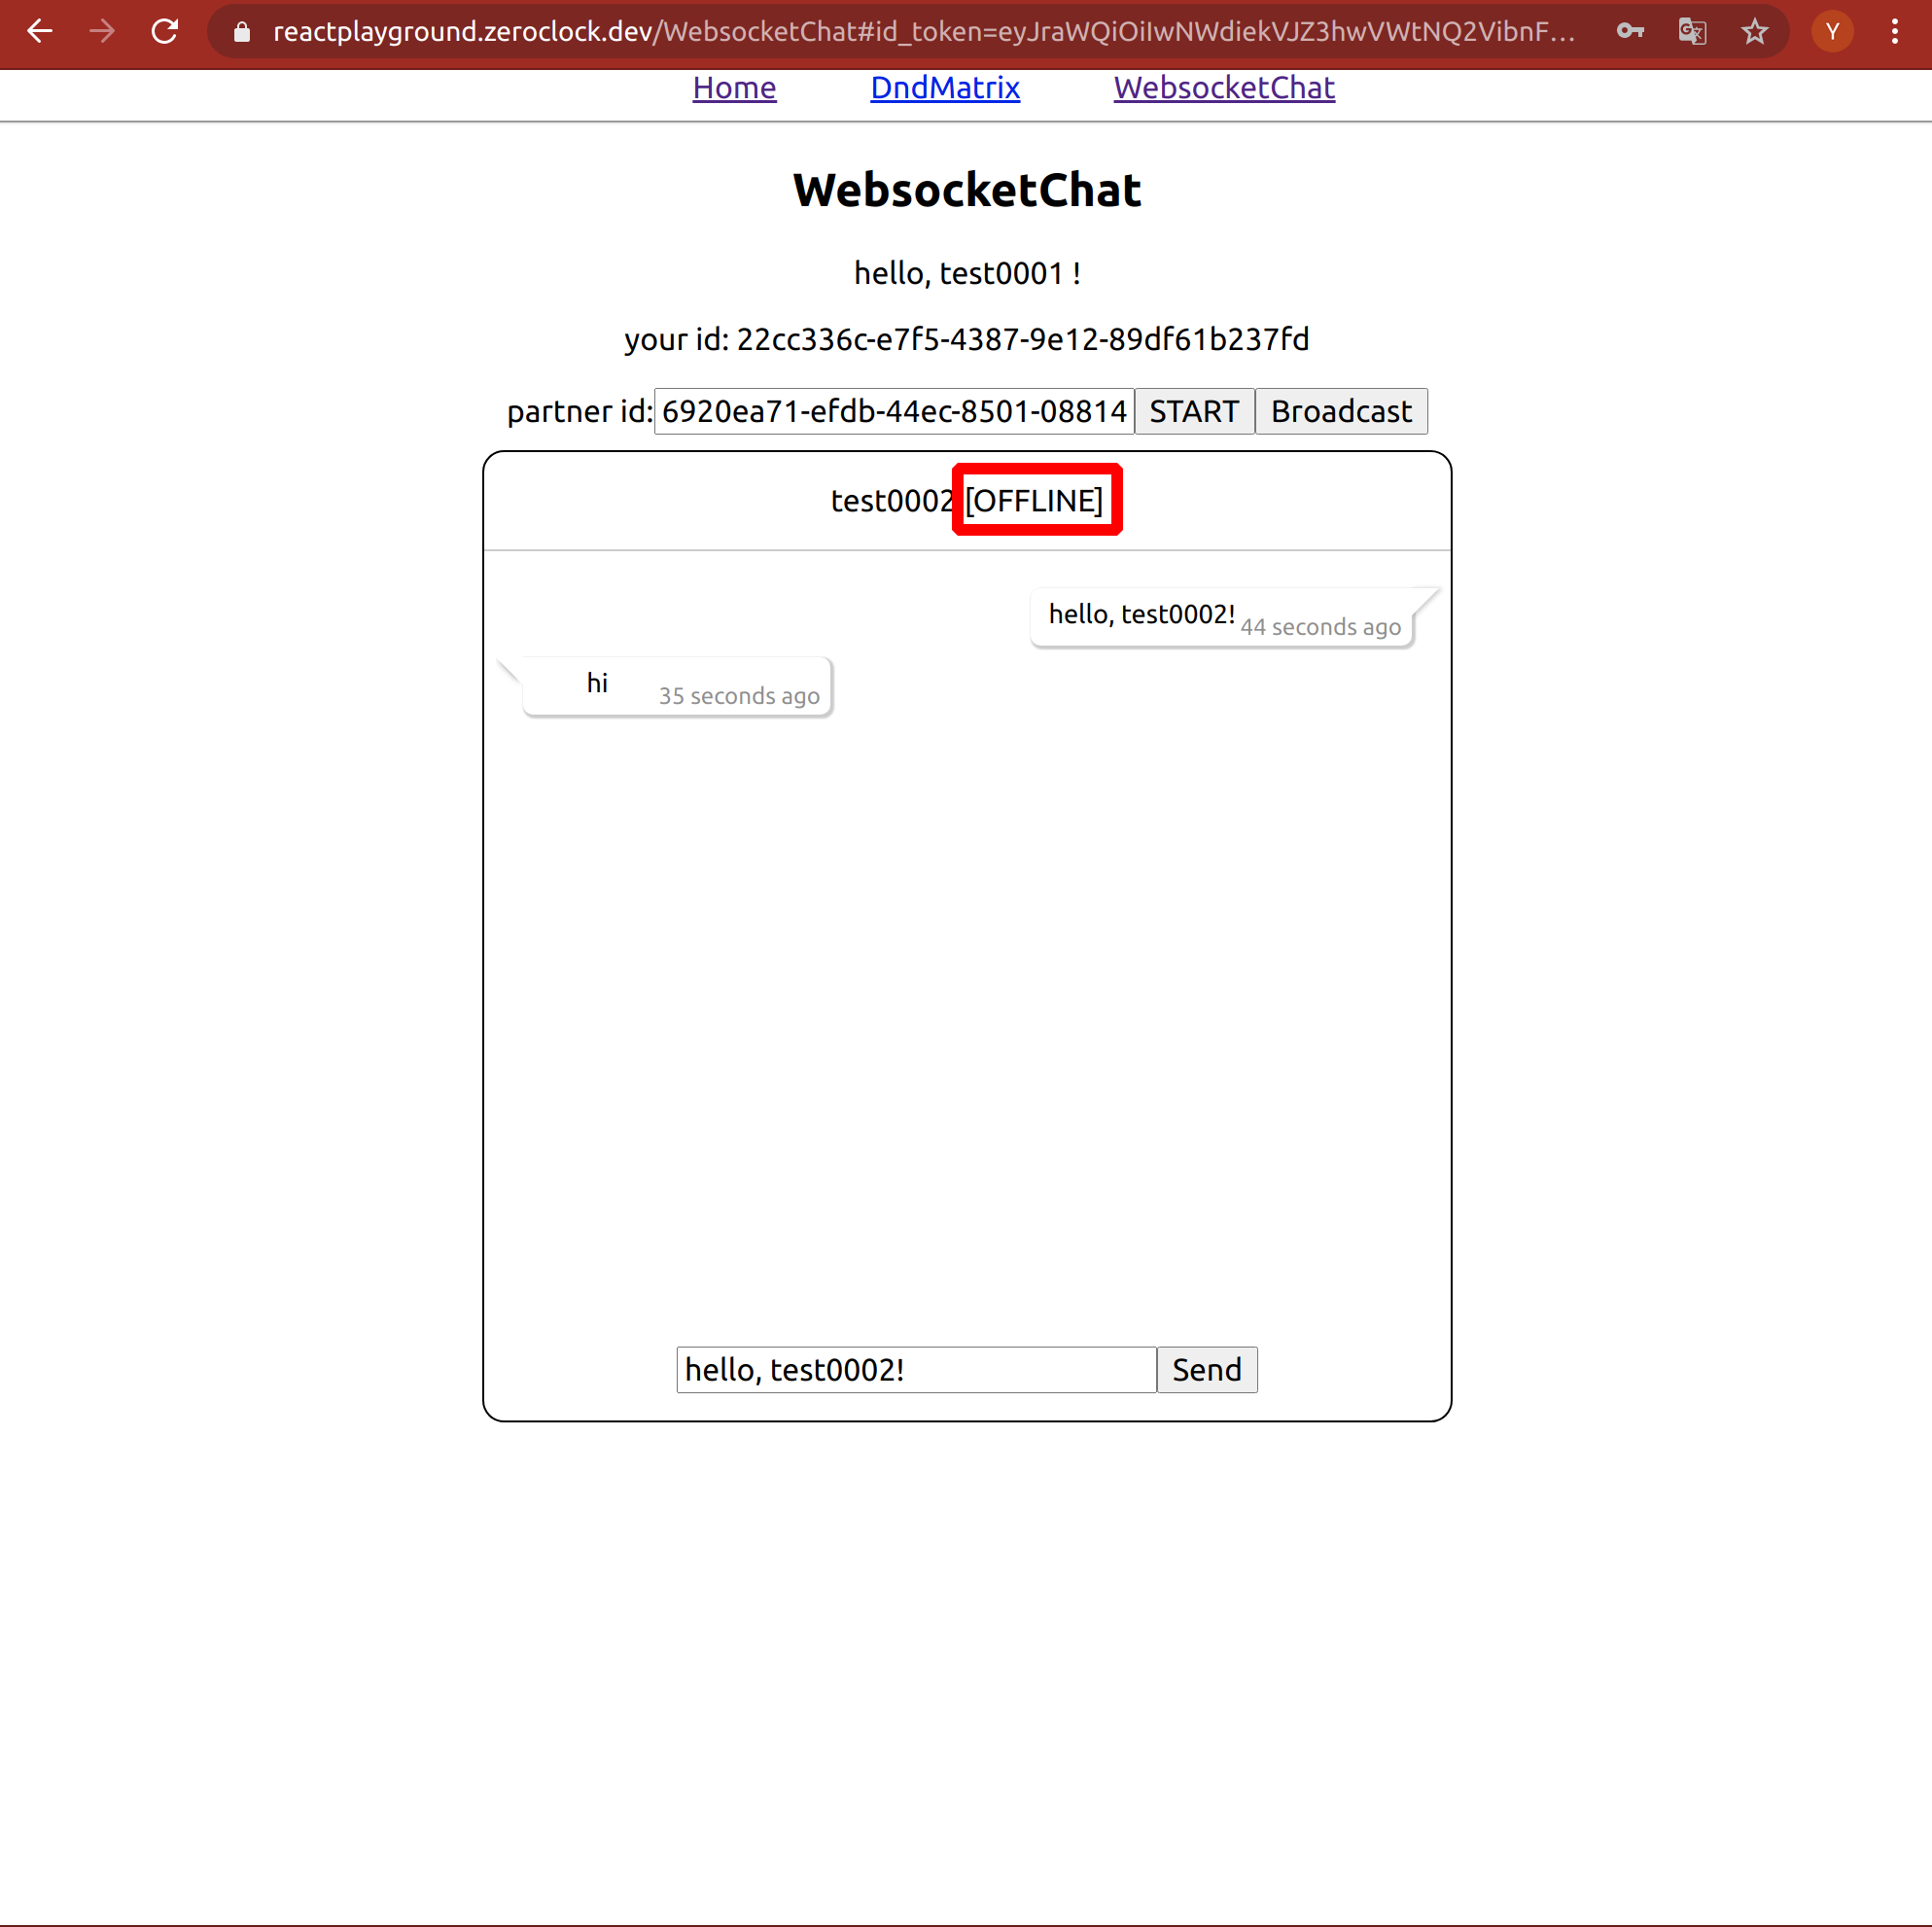 reactplayground.zeroclock.dev/WebsocketChat#id_token=eyJraWQiOiIwNWdiekVJZ3hwVWtNQ2VibnF...
Y
Home DndMatrix WebsocketChat
WebsocketChat
hello, test0001 !
your id: 22cc336c-e7f5-4387-9e12-89df61b237fd
partner id: 6920ea71-efdb-44ec-8501-08814 START Broadcast
test0002 [OFFLINE]
hello, test0002! 44 seconds ago
hi 35 seconds ago
hello, test0002! Send